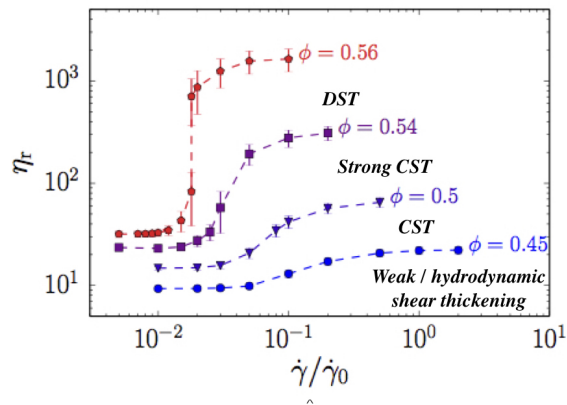 10³
ϕ = 0.56
DST
ϕ = 0.54
ηr
Strong CST
10²
ϕ = 0.5
CST
ϕ = 0.45
10¹
Weak / hydrodynamic
shear thickening
10⁻² 10⁻¹ 10⁰ 10¹
γ̇/γ̇₀